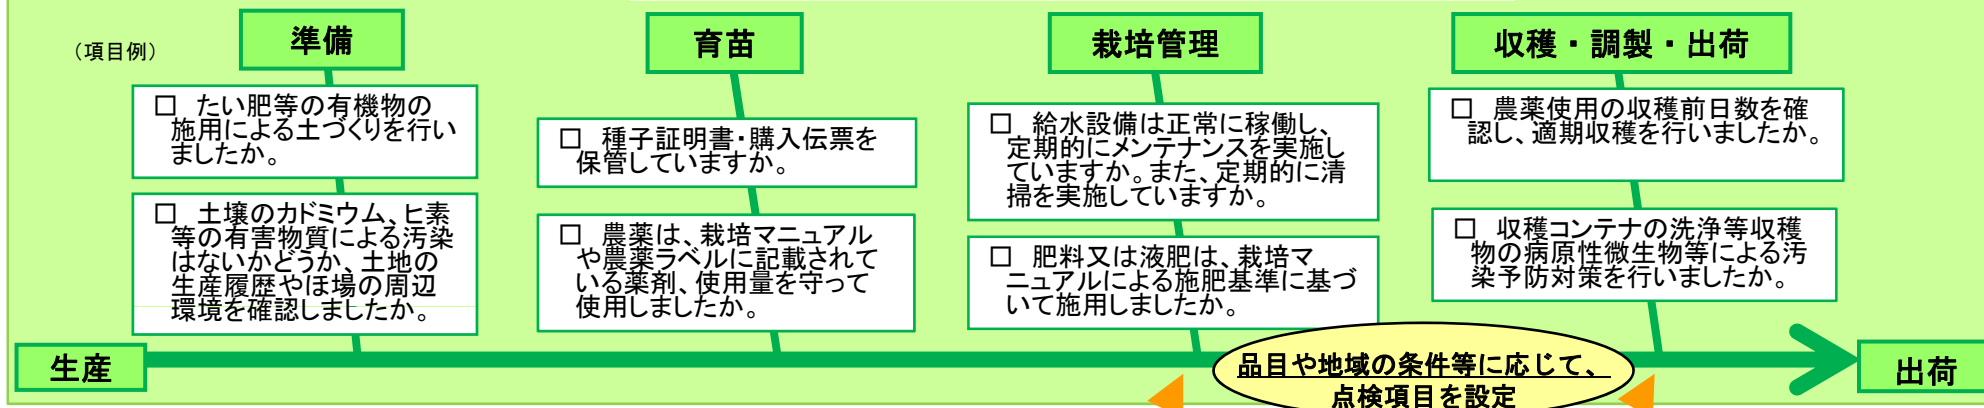 （項目例）
準備
□　たい肥等の有機物の
施用による土づくりを行い
ましたか。
□　土壌のカドミウム、ヒ素
等の有害物質による汚染
はないかどうか、土地の
生産履歴やほ場の周辺
環境を確認しましたか。
育苗
□　種子証明書・購入伝票を
保管していますか。
□　農薬は、栽培マニュアル
や農薬ラベルに記載されて
いる薬剤、使用量を守って
使用しましたか。
栽培管理
□　給水設備は正常に稼働し、
定期的にメンテナンスを実施し
ていますか。また、定期的に清
掃を実施していますか。
□　肥料又は液肥は、栽培マ
ニュアルによる施肥基準に基づ
いて施用しましたか。
収穫・調製・出荷
□　農薬使用の収穫前日数を確
認し、適期収穫を行いましたか。
□　収穫コンテナの洗浄等収穫
物の病原性微生物等による汚
染予防対策を行いましたか。
生産
品目や地域の条件等に応じて、
点検項目を設定
出荷